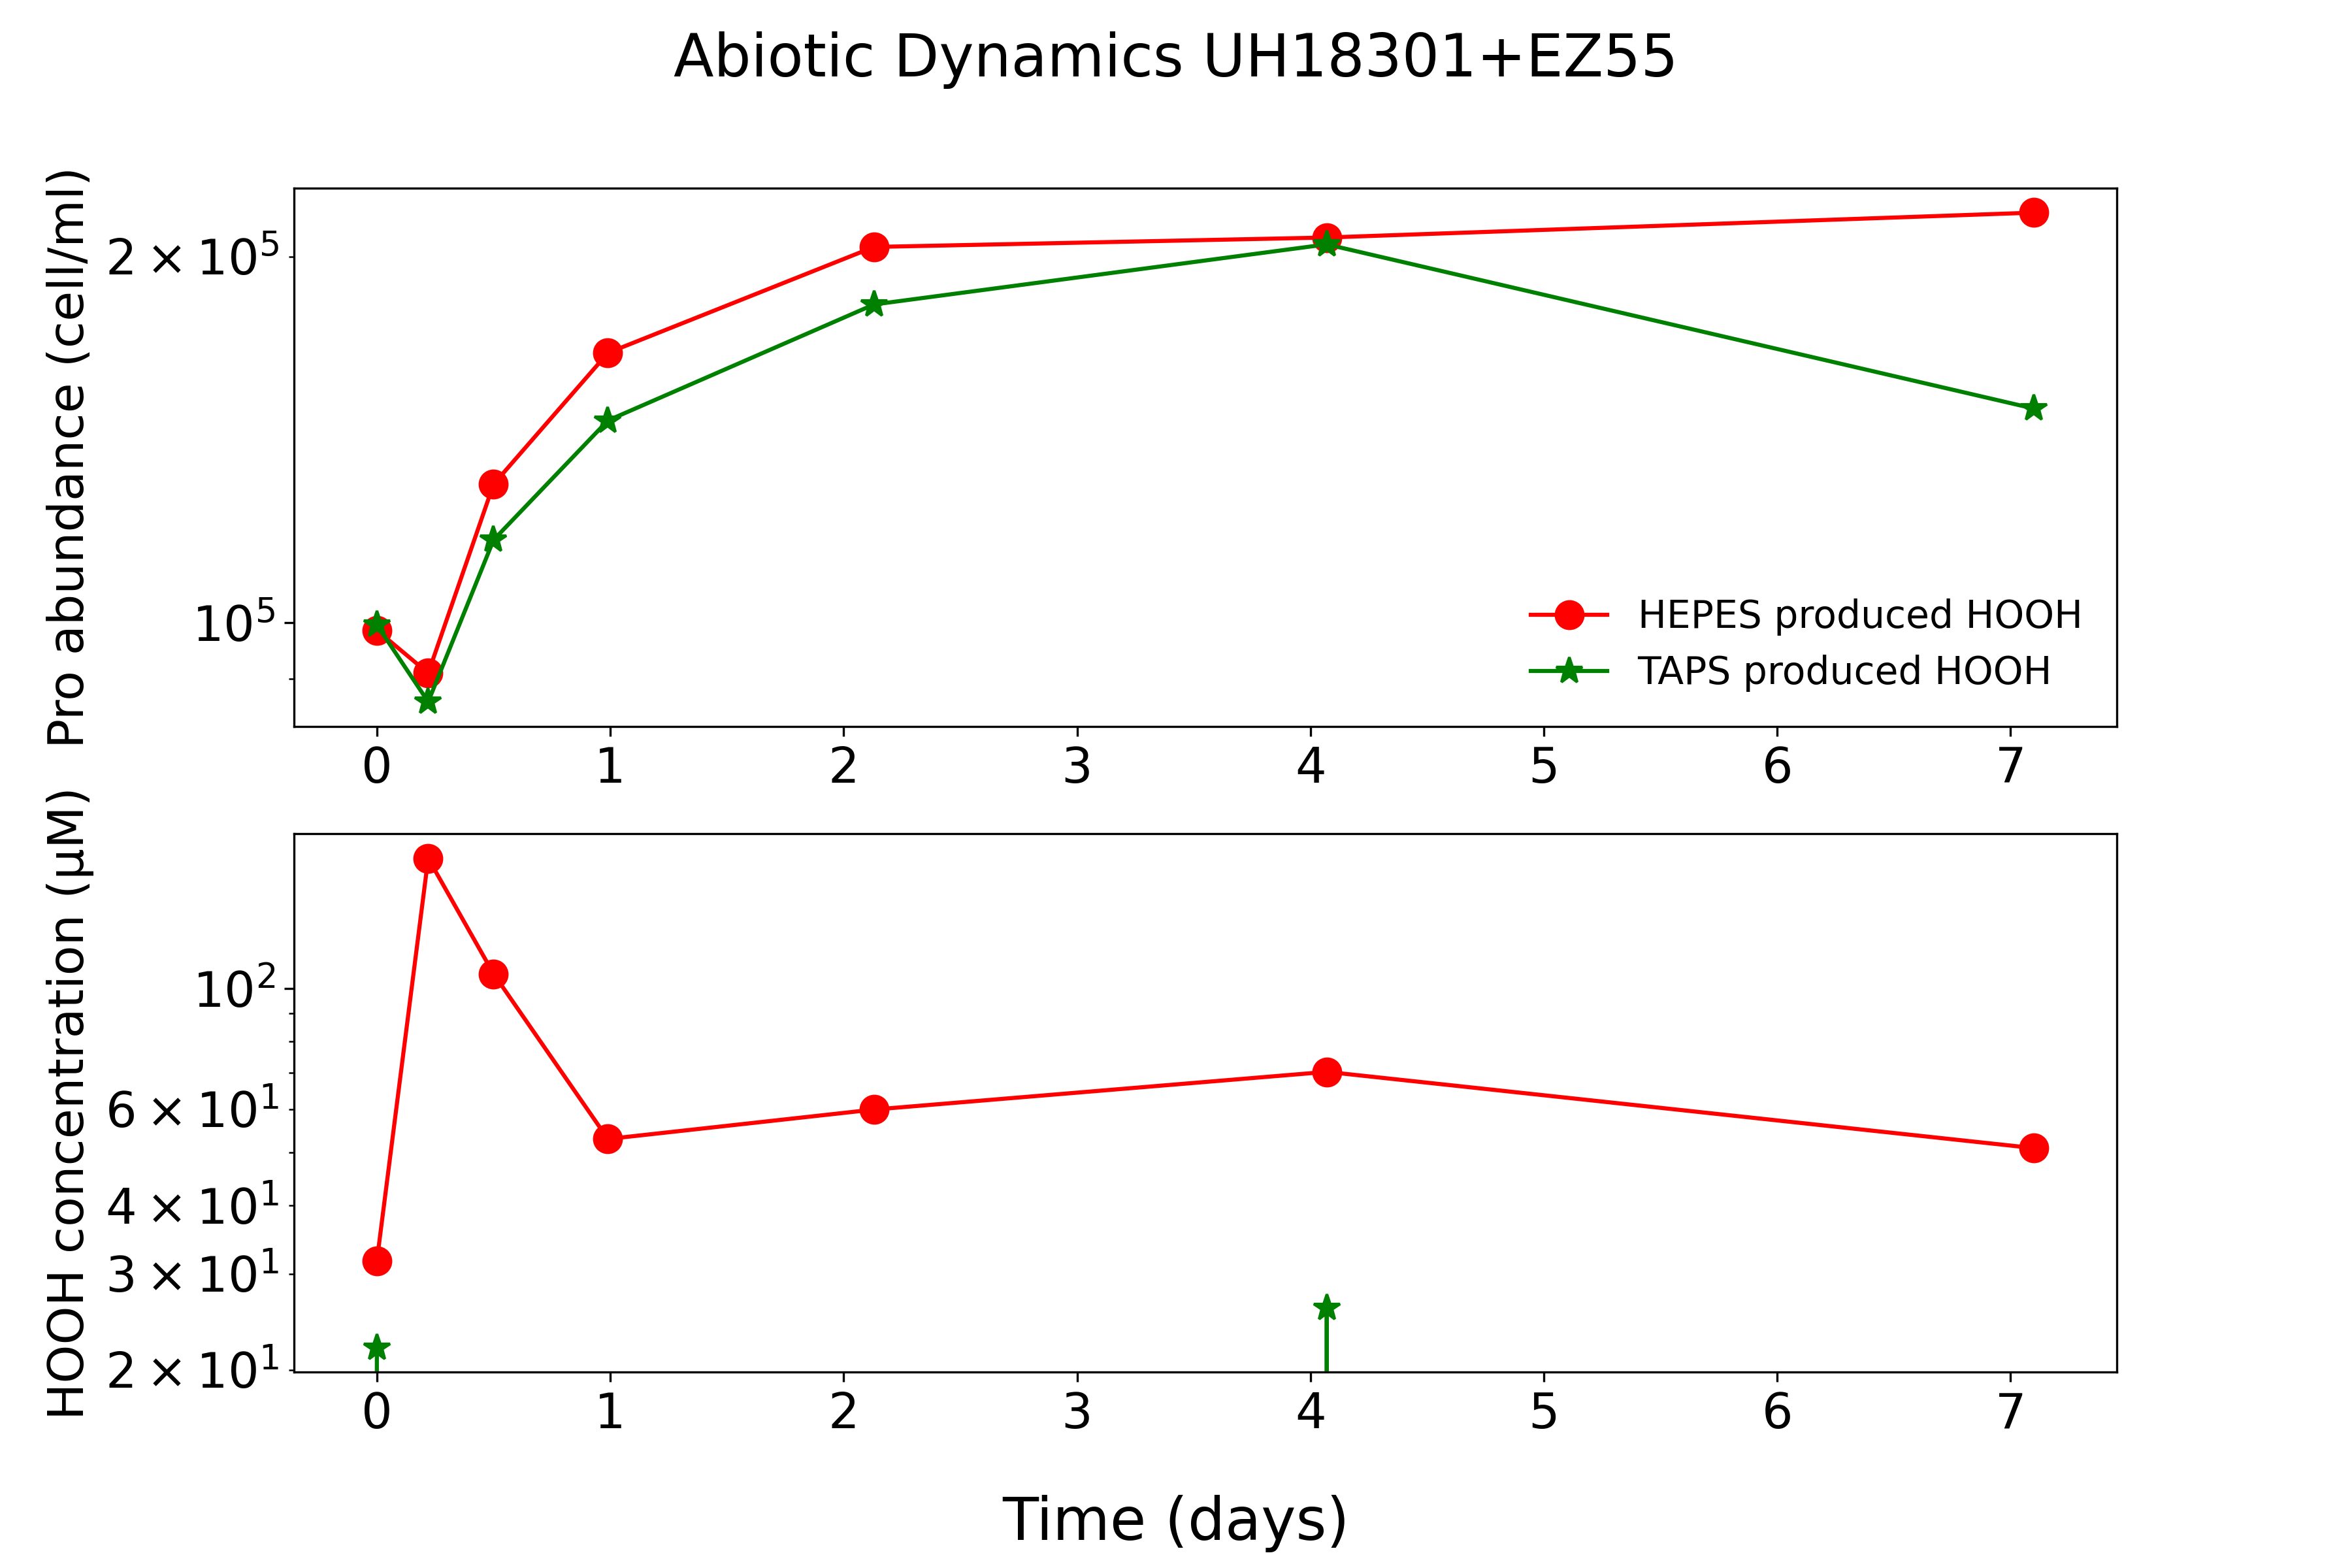 Abiotic Dynamics UH18301+EZ55
Pro abundance (cell/ml)
2 × 10⁵
10⁵
HEPES produced HOOH
TAPS produced HOOH
0 1 2 3 4 5 6 7
HOOH concentration (μM)
10²
6 × 10¹
4 × 10¹
3 × 10¹
2 × 10¹
0 1 2 3 4 5 6 7
Time (days)